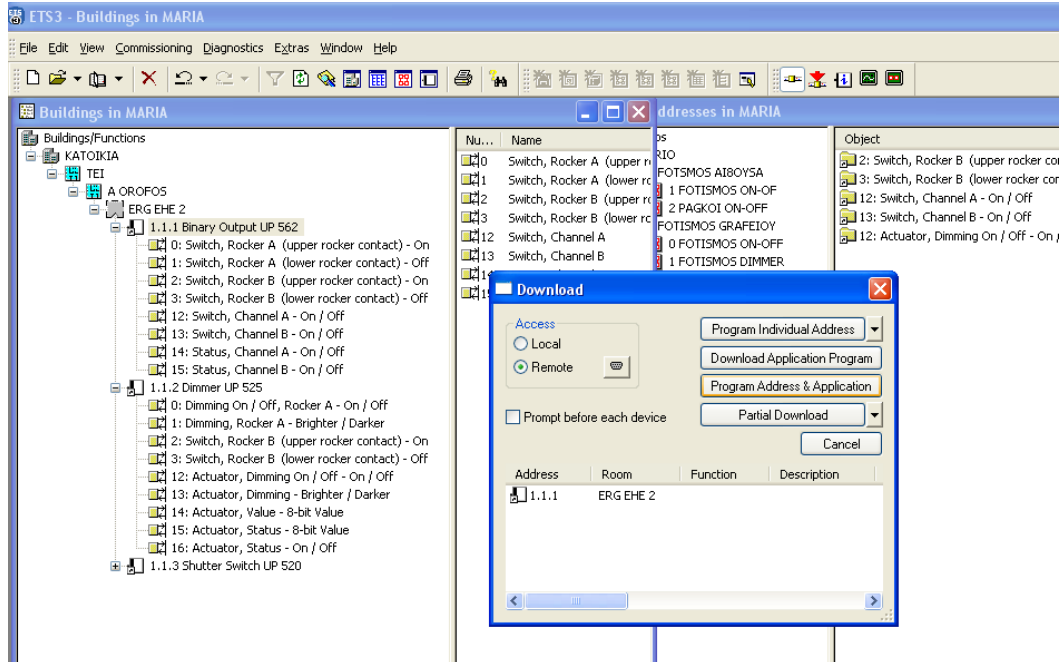 ETS3 - Buildings in MARIA
File Edit View Commissioning Diagnostics Extras Window Help
Buildings in MARIA
Buildings/Functions
KATOIKIA
TEI
A OROFOS
ERG EHE 2
1.1.1 Binary Output UP 562
0: Switch, Rocker A (upper rocker contact) - On
1: Switch, Rocker A (lower rocker contact) - Off
2: Switch, Rocker B (upper rocker contact) - On
3: Switch, Rocker B (lower rocker contact) - Off
12: Switch, Channel A - On / Off
13: Switch, Channel B - On / Off
14: Status, Channel A - On / Off
15: Status, Channel B - On / Off
1.1.2 Dimmer UP 525
0: Dimming On / Off, Rocker A - On / Off
1: Dimming, Rocker A - Brighter / Darker
2: Switch, Rocker B (upper rocker contact) - On
3: Switch, Rocker B (lower rocker contact) - Off
12: Actuator, Dimming On / Off - On / Off
13: Actuator, Dimming - Brighter / Darker
14: Actuator, Value - 8-bit Value
15: Actuator, Status - 8-bit Value
16: Actuator, Status - On / Off
1.1.3 Shutter Switch UP 520
Nu... Name
0 Switch, Rocker A (upper
1 Switch, Rocker A (lower
2 Switch, Rocker B (upper
3 Switch, Rocker B (lower
12 Switch, Channel A
13 Switch, Channel B
ddresses in MARIA
RIO
FOTSMOS AIBOYSA
1 FOTISMOS ON-OF
2 PAGKOI ON-OFF
FOTISMOS GRAFEIOY
0 FOTISMOS ON-OFF
1 FOTISMOS DIMMER
Object
2: Switch, Rocker B (upper rocker
3: Switch, Rocker B (lower rocker
12: Switch, Channel A - On / Off
13: Switch, Channel B - On / Off
12: Actuator, Dimming On / Off - On
Download
Access
Local
Remote
Prompt before each device
Program Individual Address
Download Application Program
Program Address & Application
Partial Download
Cancel
Address Room Function Description
1.1.1 ERG EHE 2